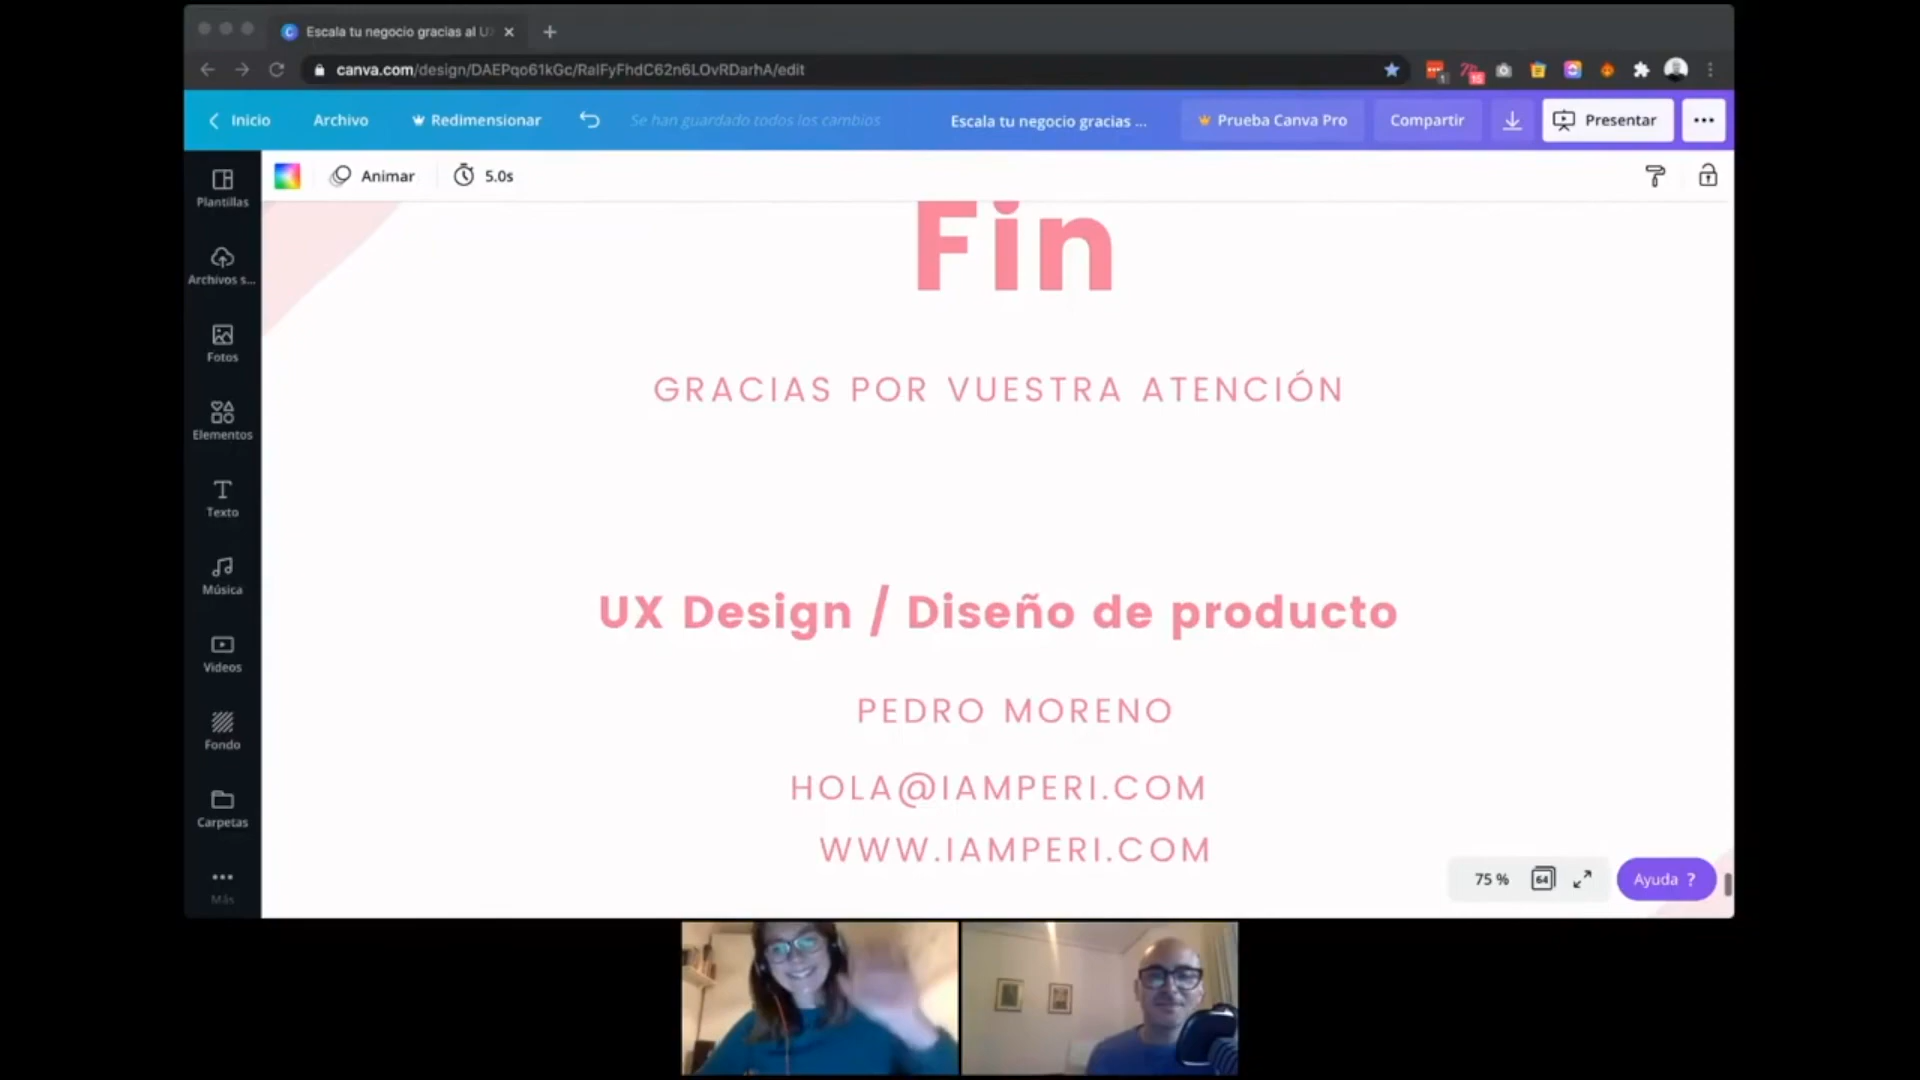 Escala tu negocio gracias al UX
canva.com/design/DAEPqo61kGc/RalFyFhdC62n6LOvRDarhA/edit
1
15
Inicio
Archivo
Redimensionar
Se han guardado todos los cambios
Escala tu negocio gracias ...
Prueba Canva Pro
Compartir
Presentar
Animar
5.0s
Plantillas
Archivos s...
Fotos
Elementos
Texto
Música
Videos
Fondo
Carpetas
Más
Fin
GRACIAS POR VUESTRA ATENCIÓN
UX Design / Diseño de producto
PEDRO MORENO
HOLA@IAMPERI.COM
WWW.IAMPERI.COM
75 %
64
Ayuda ?